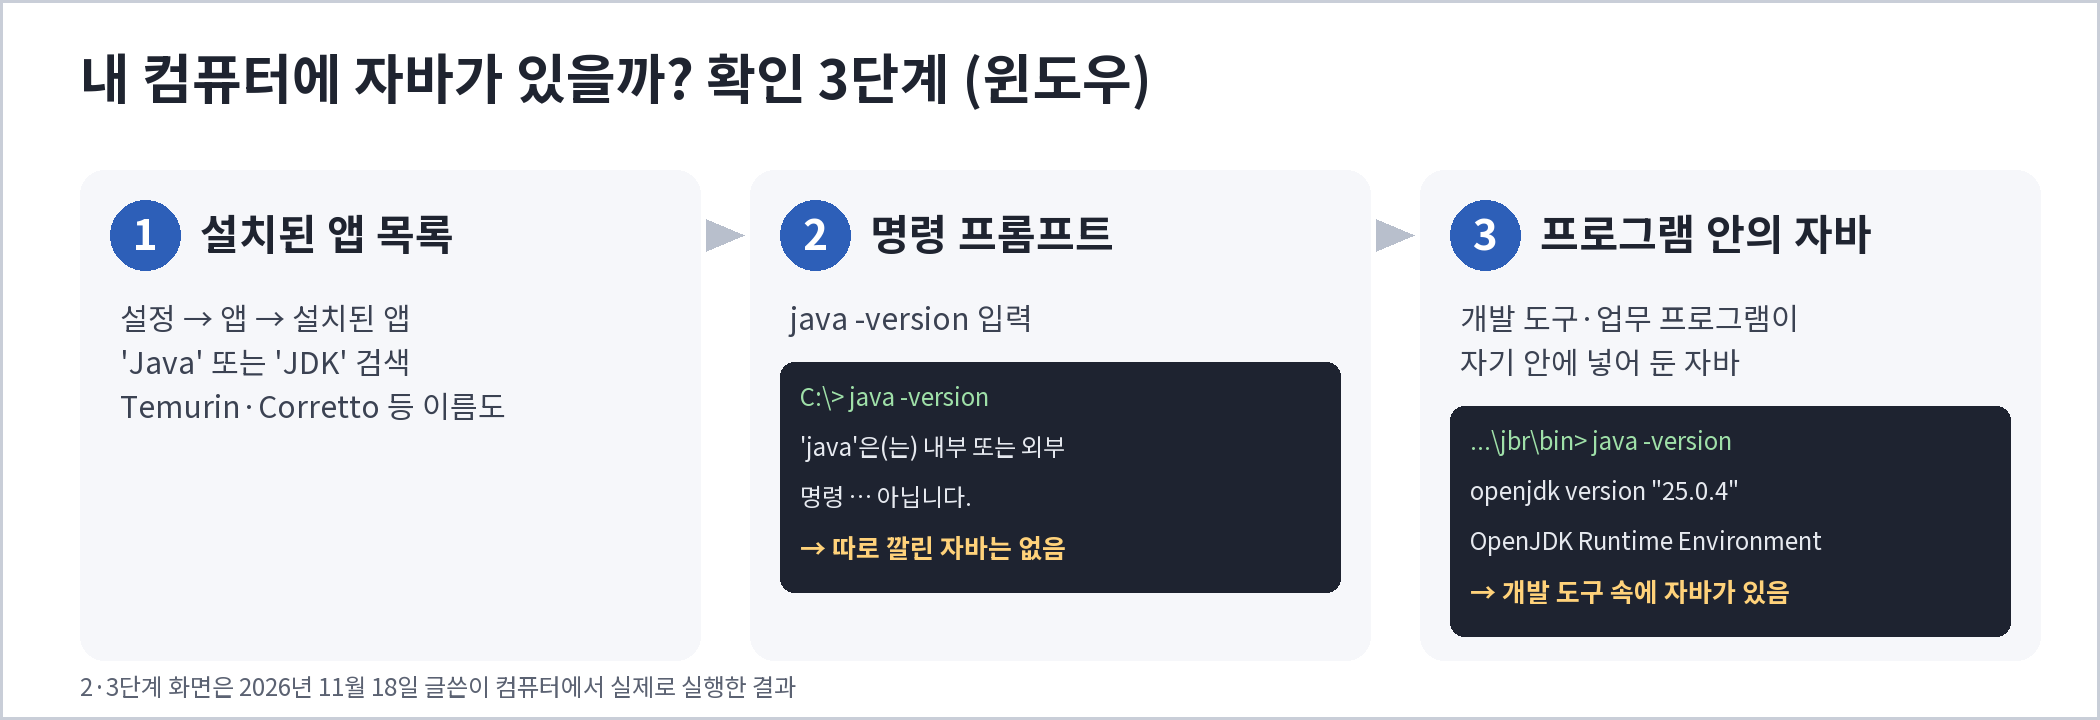 내 컴퓨터에 자바가 있을까? 확인 3단계 (윈도우)
1 설치된 앱 목록
설정 → 앱 → 설치된 앱
'Java' 또는 'JDK' 검색
Temurin·Corretto 등 이름도
2 명령 프롬프트
java -version 입력
C:\> java -version
'java'은(는) 내부 또는 외부
명령 … 아닙니다.
→ 따로 깔린 자바는 없음
3 프로그램 안의 자바
개발 도구·업무 프로그램이
자기 안에 넣어 둔 자바
...\jbr\bin> java -version
openjdk version "25.0.4"
OpenJDK Runtime Environment
→ 개발 도구 속에 자바가 있음
2·3단계 화면은 2026년 11월 18일 글쓴이 컴퓨터에서 실제로 실행한 결과